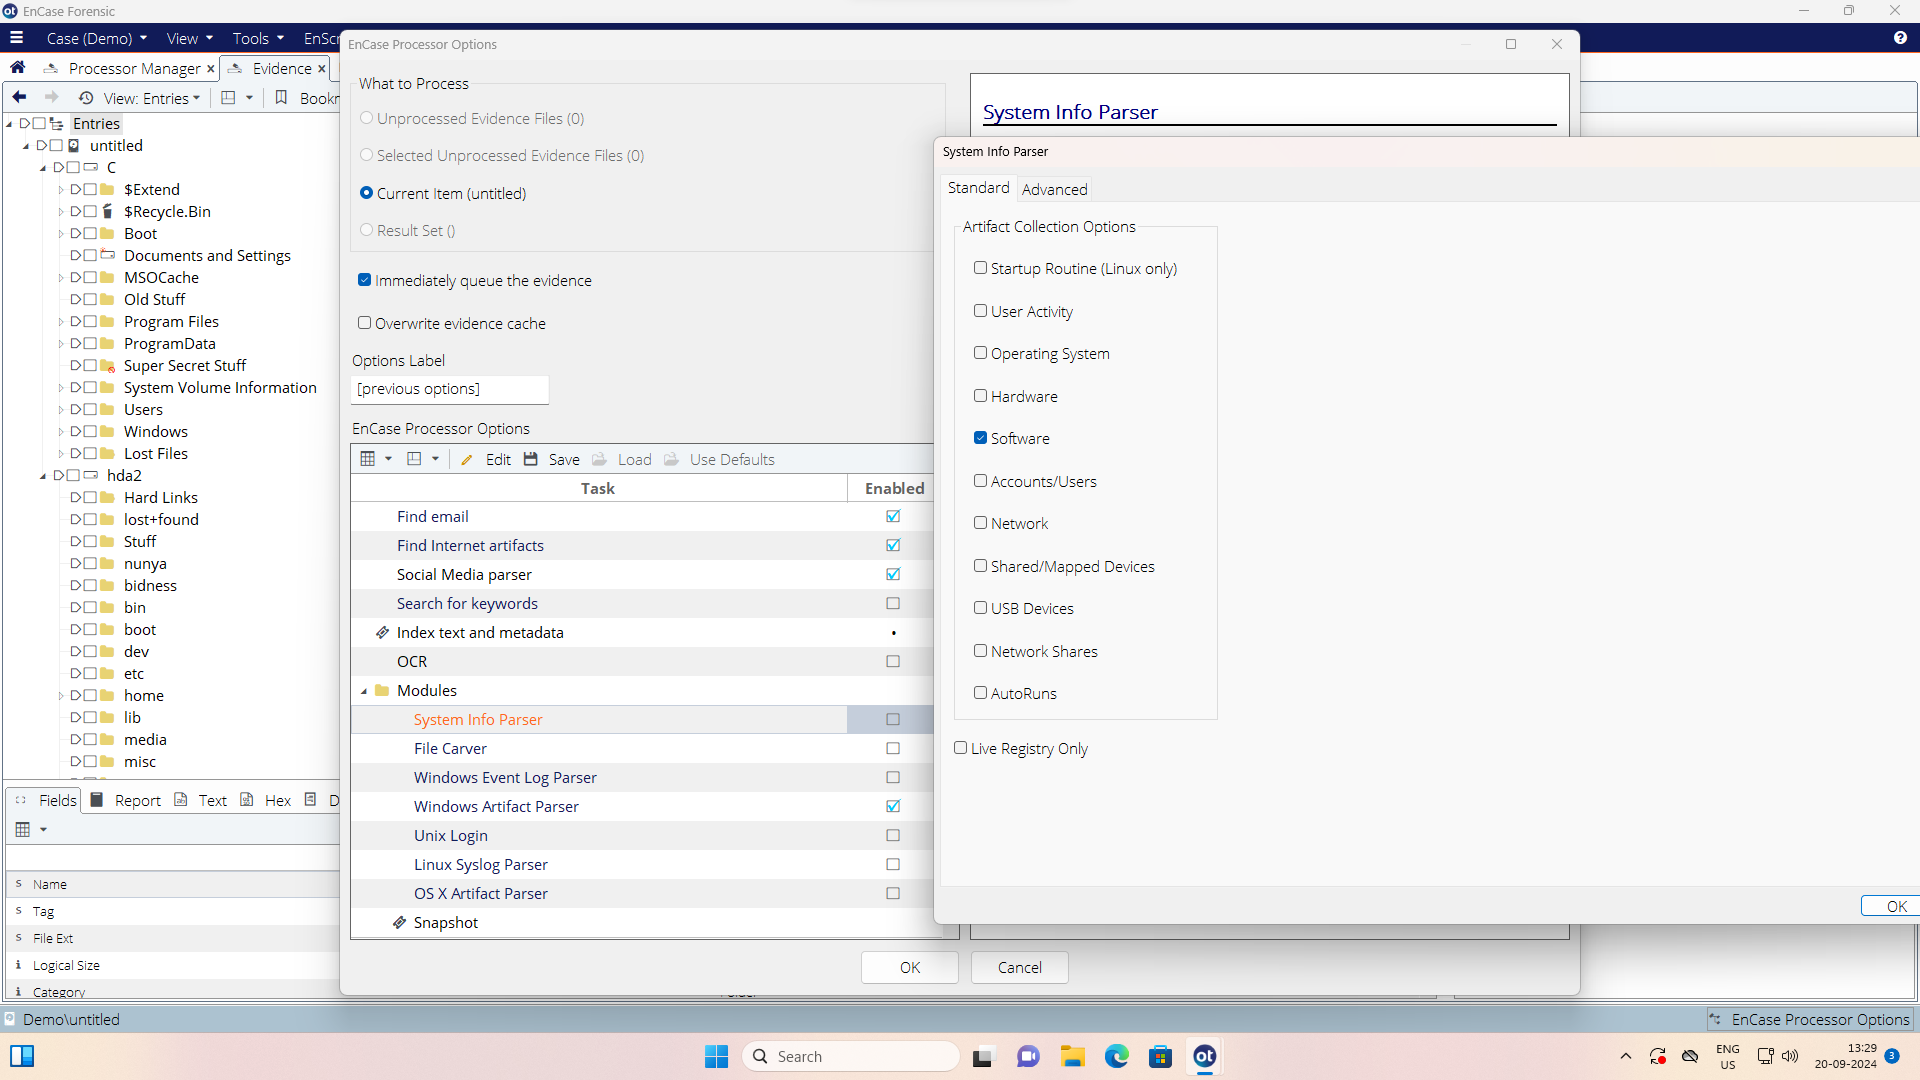 EnCase Forensic
Case (Demo) View Tools EnScr
Processor Manager Evidence
View: Entries Bookr
Entries
untitled
C
$Extend
$Recycle.Bin
Boot
Documents and Settings
MSOCache
Old Stuff
Program Files
ProgramData
Super Secret Stuff
System Volume Information
Users
Windows
Lost Files
hda2
Hard Links
lost+found
Stuff
nunya
bidness
bin
boot
dev
etc
home
lib
media
misc
Fields Report Text Hex D
Name
Tag
File Ext
Logical Size
Category
EnCase Processor Options
What to Process
Unprocessed Evidence Files (0)
Selected Unprocessed Evidence Files (0)
Current Item (untitled)
Result Set ()
Immediately queue the evidence
Overwrite evidence cache
Options Label
[previous options]
EnCase Processor Options
Edit Save Load Use Defaults
Task Enabled
Find email
Find Internet artifacts
Social Media parser
Search for keywords
Index text and metadata
OCR
Modules
System Info Parser
File Carver
Windows Event Log Parser
Windows Artifact Parser
Unix Login
Linux Syslog Parser
OS X Artifact Parser
Snapshot
OK Cancel
System Info Parser
System Info Parser
Standard Advanced
Artifact Collection Options
Startup Routine (Linux only)
User Activity
Operating System
Hardware
Software
Accounts/Users
Network
Shared/Mapped Devices
USB Devices
Network Shares
AutoRuns
Live Registry Only
OK
Demo\untitled
EnCase Processor Options
Search
ot
ENG
US
13:29
20-09-2024
3